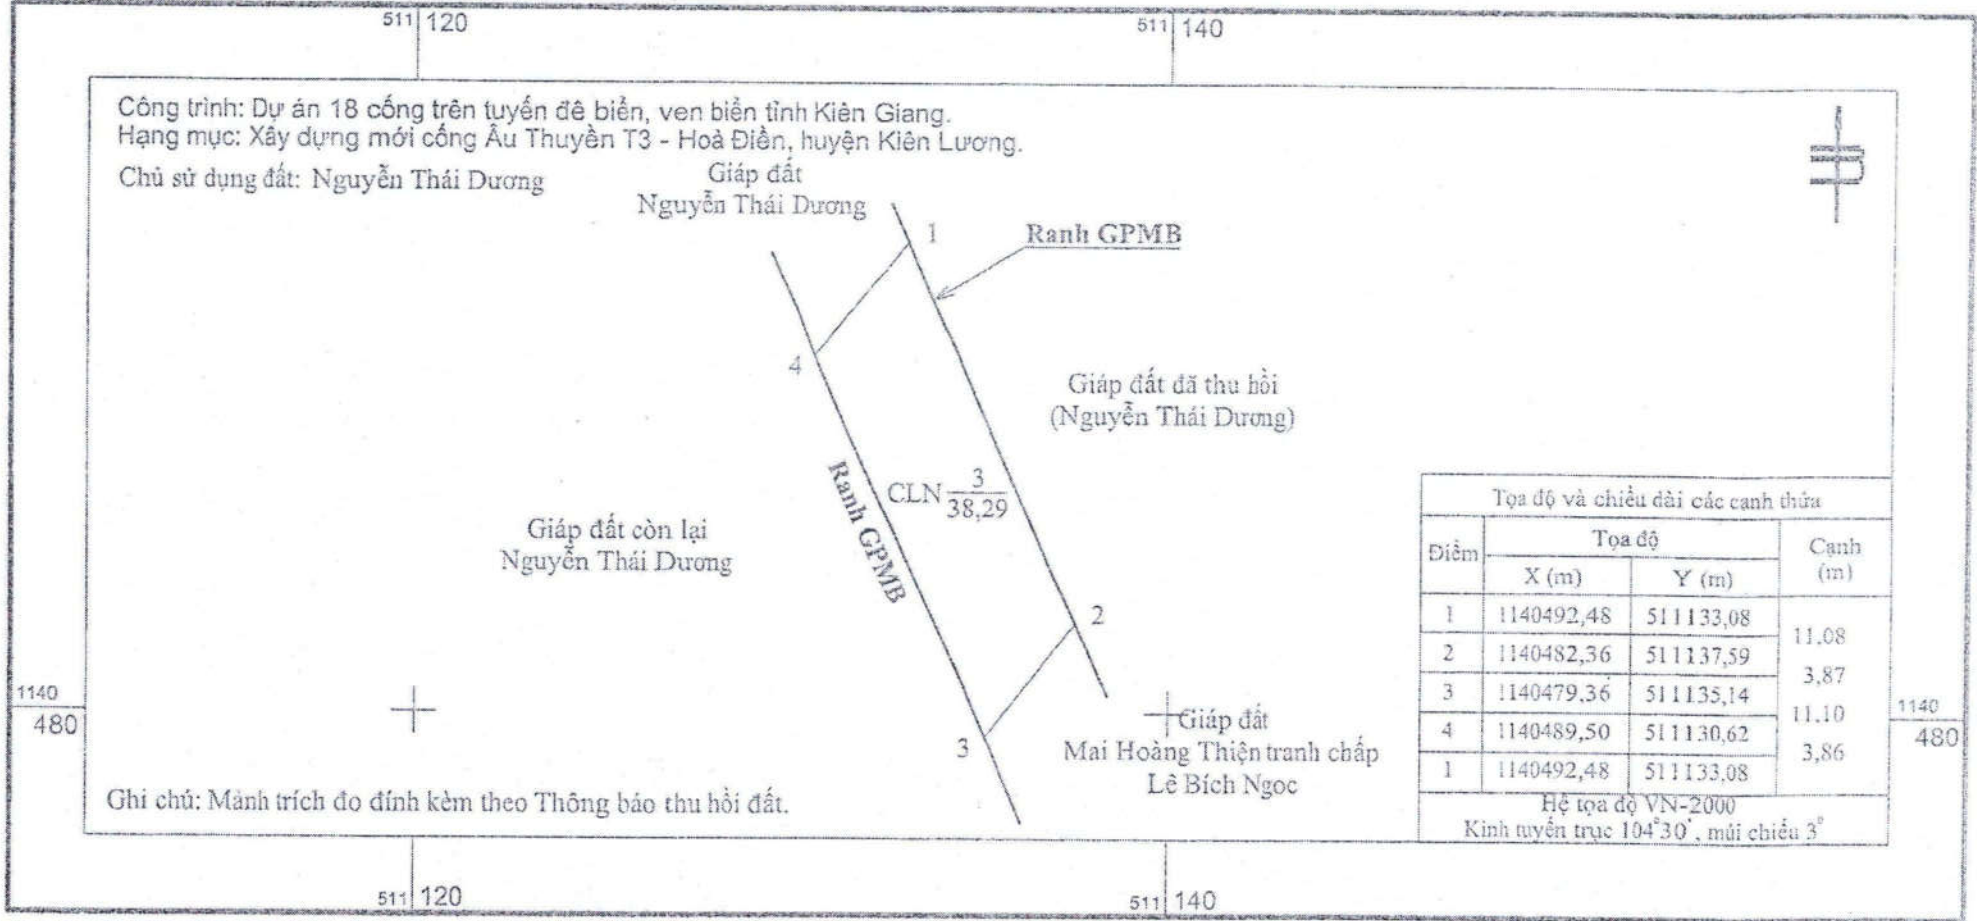 511 120
511 140
Công trình: Dự án 18 cống trên tuyến đê biển, ven biển tỉnh Kiên Giang.
Hạng mục: Xây dựng mới cống Âu Thuyền T3 - Hoà Điền, huyện Kiên Lương.
Chủ sử dụng đất: Nguyễn Thái Dương
Giáp đất
Nguyễn Thái Dương
1
Ranh GPMB
4
Giáp đất đã thu hồi
(Nguyễn Thái Dương)
Ranh GPMB
CLN 3
38,29
Giáp đất còn lại
Nguyễn Thái Dương
2
3
Giáp đất
Mai Hoàng Thiện tranh chấp
Lê Bích Ngọc
Tọa độ và chiều dài các cạnh thửa
Điểm Tọa độ Cạnh (m)
X (m) Y (m)
1 1140492,48 511133,08
11.08
2 1140482,36 511137,59
3,87
3 1140479,36 511135,14
11.10
4 1140489,50 511130,62
3,86
1 1140492,48 511133,08
Hệ tọa độ VN-2000
Kinh tuyến trục 104°30', múi chiếu 3°
1140
480
1140
480
Ghi chú: Mảnh trích đo đính kèm theo Thông báo thu hồi đất.
511 120
511 140